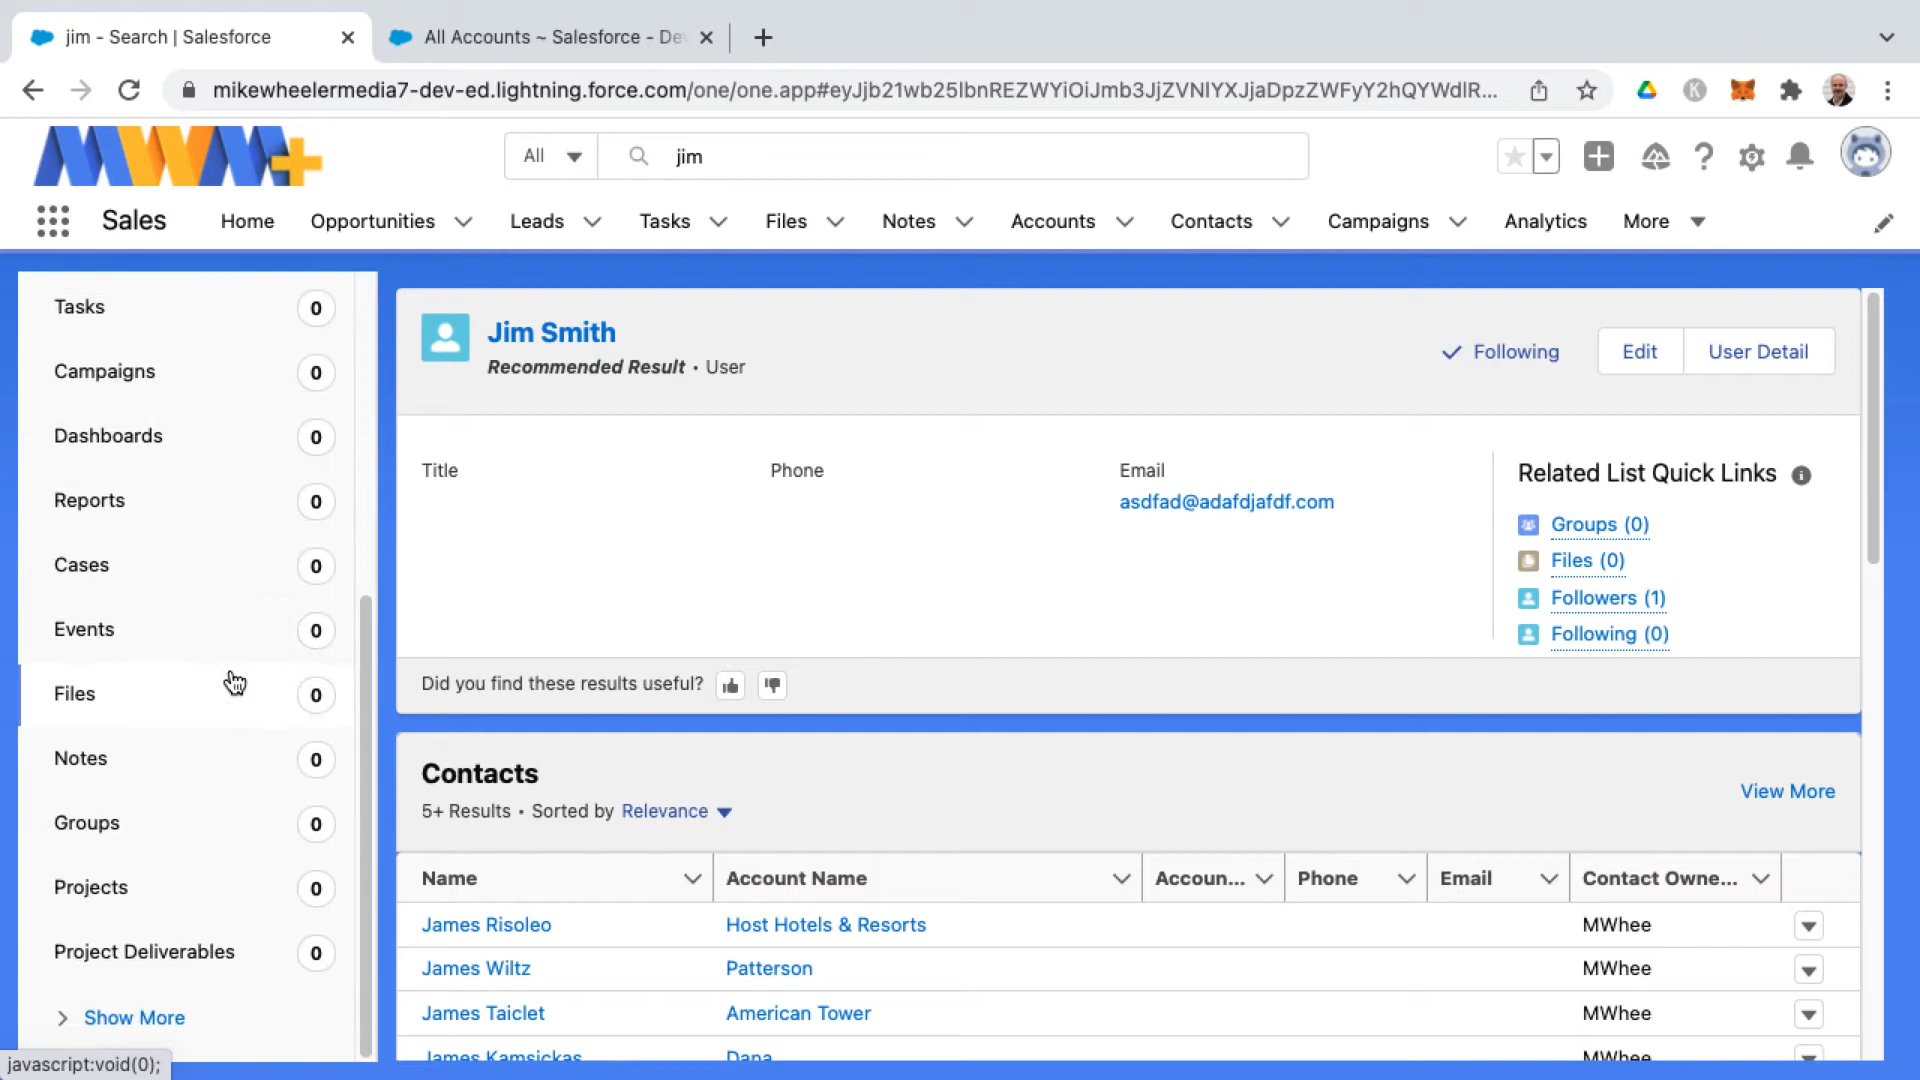 jim - Search | Salesforce
All Accounts ~ Salesforce - De
mikewheelermedia7-dev-ed.lightning.force.com/one/one.app#eyJjb21wb25lbnREZWYiOiJmb3JjZVNlYXJjaDpzZWFyY2hQYWdlR...
MWM+
All
jim
Sales
Home
Opportunities
Leads
Tasks
Files
Notes
Accounts
Contacts
Campaigns
Analytics
More
Tasks 0
Campaigns 0
Dashboards 0
Reports 0
Cases 0
Events 0
Files 0
Notes 0
Groups 0
Projects 0
Project Deliverables 0
Show More
javascript:void(0);
Jim Smith
Recommended Result • User
Following
Edit
User Detail
Title
Phone
Email
asdfad@adafdjafdf.com
Related List Quick Links
Groups (0)
Files (0)
Followers (1)
Following (0)
Did you find these results useful?
Contacts
5+ Results • Sorted by Relevance
View More
Name Account Name Accoun... Phone Email Contact Owne...
James Risoleo Host Hotels & Resorts MWhee
James Wiltz Patterson MWhee
James Taiclet American Tower MWhee
James Kamsickas Dana MWhee